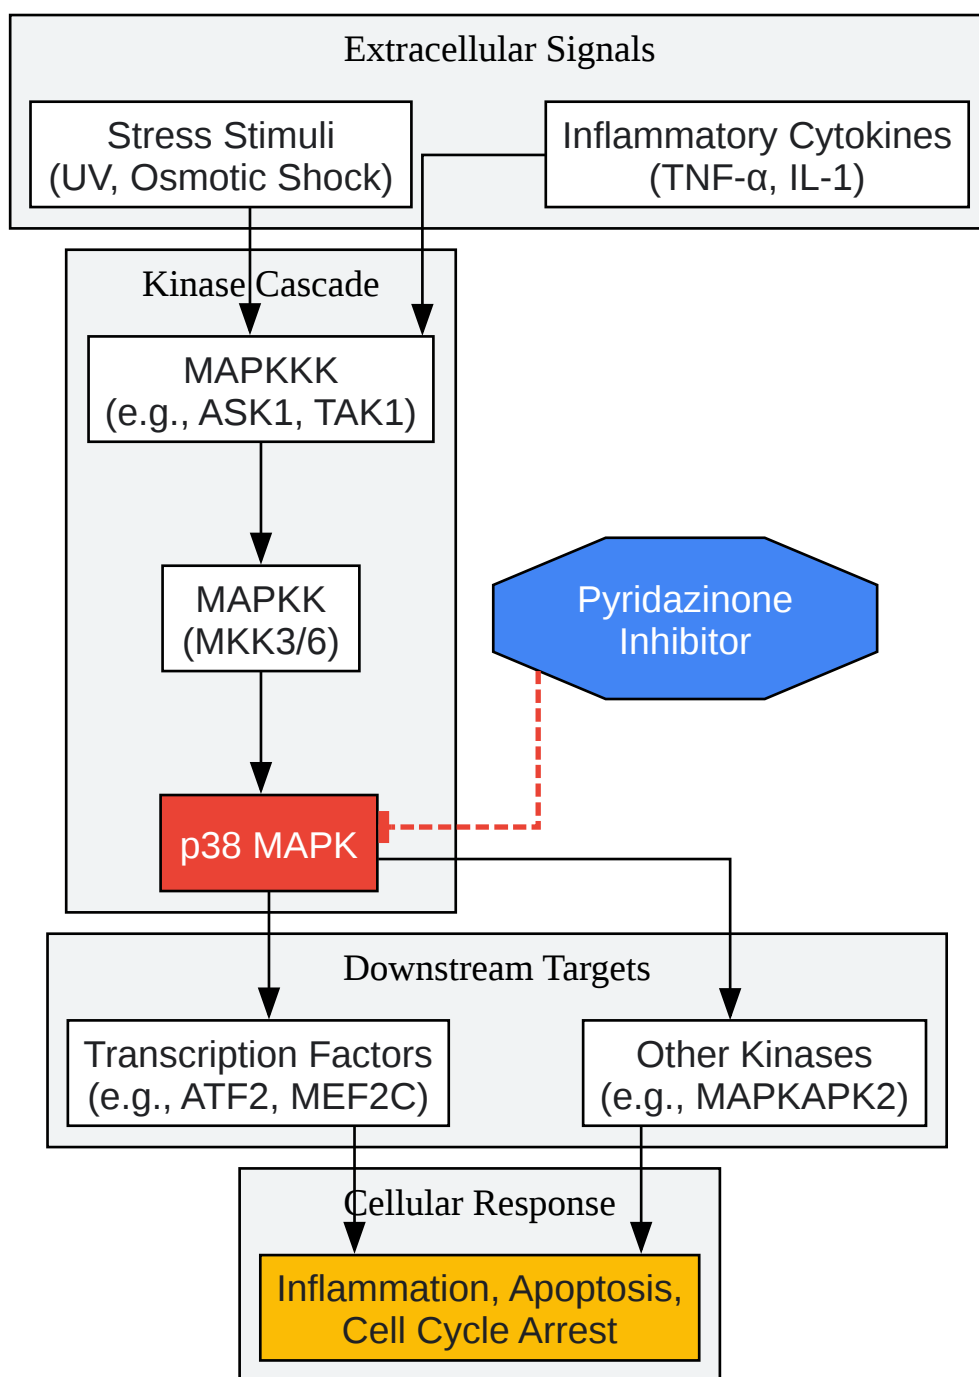 Extracellular Signals
Stress Stimuli
(UV, Osmotic Shock)
Inflammatory Cytokines
(TNF-α, IL-1)
Kinase Cascade
MAPKKK
(e.g., ASK1, TAK1)
MAPKK
(MKK3/6)
Pyridazinone
Inhibitor
p38 MAPK
Downstream Targets
Transcription Factors
(e.g., ATF2, MEF2C)
Other Kinases
(e.g., MAPKAPK2)
Cellular Response
Inflammation, Apoptosis,
Cell Cycle Arrest